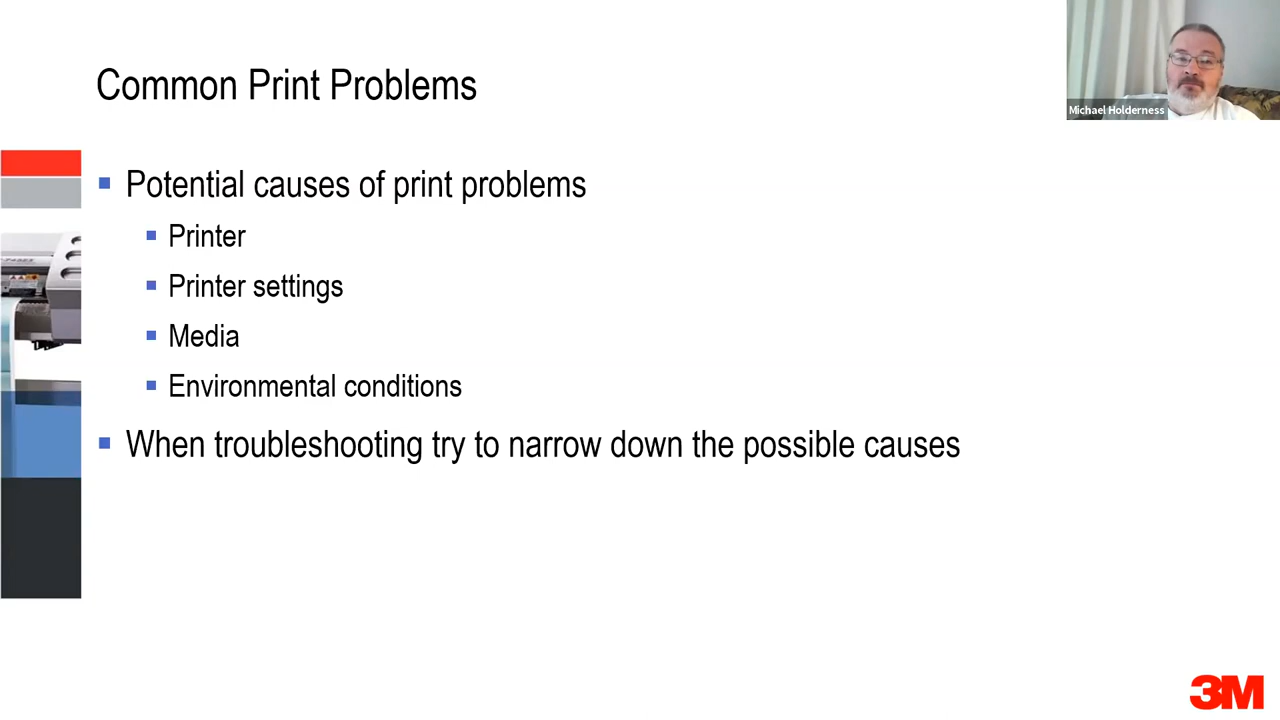 Common Print Problems
Michael Holderness
Potential causes of print problems
Printer
Printer settings
Media
Environmental conditions
When troubleshooting try to narrow down the possible causes
3M